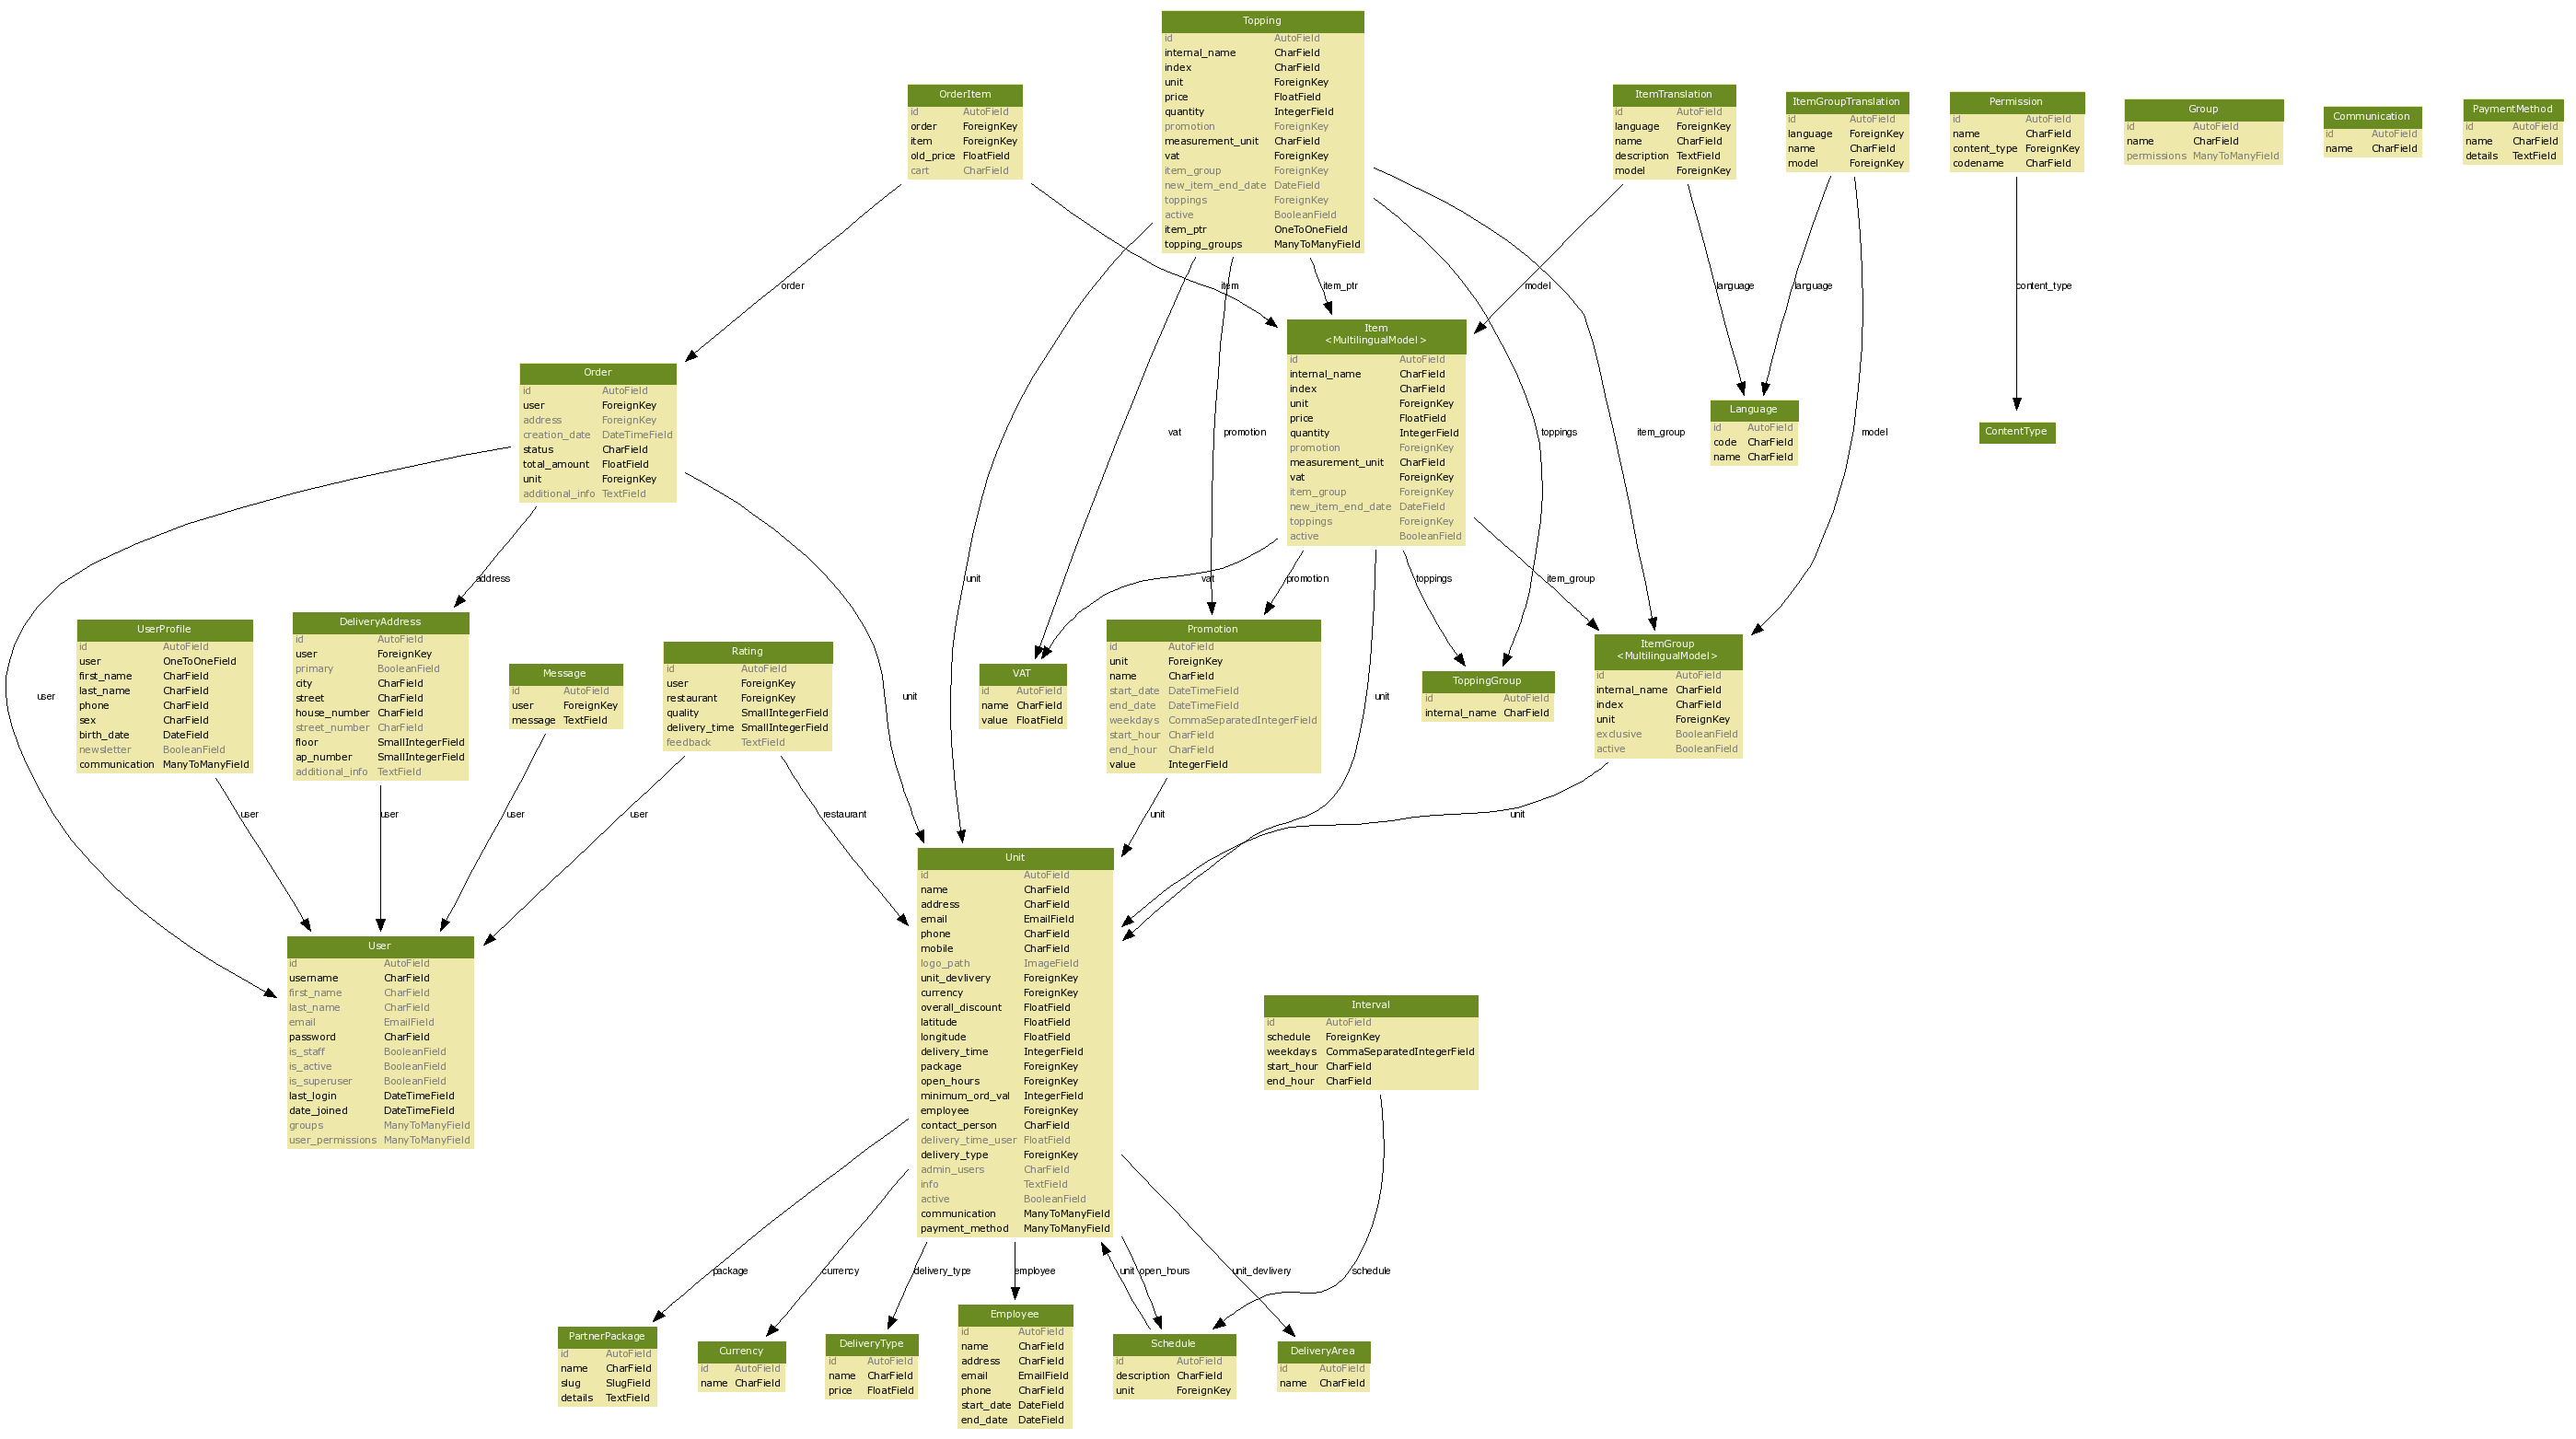 Topping
id AutoField
internal_name CharField
index CharField
unit ForeignKey
price FloatField
quantity IntegerField
promotion ForeignKey
measurement_unit CharField
vat ForeignKey
item_group ForeignKey
new_item_end_date DateField
toppings ForeignKey
active BooleanField
item_ptr OneToOneField
topping_groups ManyToManyField
OrderItem
id AutoField
order ForeignKey
item ForeignKey
old_price FloatField
cart CharField
ItemTranslation
id AutoField
language ForeignKey
name CharField
description TextField
model ForeignKey
ItemGroupTranslation
id AutoField
language ForeignKey
name CharField
model ForeignKey
Permission
id AutoField
name CharField
content_type ForeignKey
codename CharField
Group
id AutoField
name CharField
permissions ManyToManyField
Communication
id AutoField
name CharField
PaymentMethod
id AutoField
name CharField
details TextField
order
item
item_ptr
model
language
language
content_type
Item
<MultilingualModel>
id AutoField
internal_name CharField
index CharField
unit ForeignKey
price FloatField
quantity IntegerField
promotion ForeignKey
measurement_unit CharField
vat ForeignKey
item_group ForeignKey
new_item_end_date DateField
toppings ForeignKey
active BooleanField
Order
id AutoField
user ForeignKey
address ForeignKey
creation_date DateTimeField
status CharField
total_amount FloatField
unit ForeignKey
additional_info TextField
Language
id AutoField
code CharField
name CharField
ContentType
vat
promotion
toppings
item_group
model
address
unit
vat
promotion
toppings
item_group
UserProfile
id AutoField
user OneToOneField
first_name CharField
last_name CharField
phone CharField
sex CharField
birth_date DateField
newsletter BooleanField
communication ManyToManyField
DeliveryAddress
id AutoField
user ForeignKey
primary BooleanField
city CharField
street CharField
house_number CharField
street_number CharField
floor SmallIntegerField
ap_number SmallIntegerField
additional_info TextField
Message
id AutoField
user ForeignKey
message TextField
Rating
id AutoField
user ForeignKey
restaurant ForeignKey
quality SmallIntegerField
delivery_time SmallIntegerField
feedback TextField
VAT
id AutoField
name CharField
value FloatField
Promotion
id AutoField
unit ForeignKey
name CharField
start_date DateTimeField
end_date DateTimeField
weekdays CommaSeparatedIntegerField
start_hour CharField
end_hour CharField
value IntegerField
ToppingGroup
id AutoField
internal_name CharField
ItemGroup
<MultilingualModel>
id AutoField
internal_name CharField
index CharField
unit ForeignKey
exclusive BooleanField
active BooleanField
user
unit
unit
user
user
user
user
restaurant
unit
unit
User
id AutoField
username CharField
first_name CharField
last_name CharField
email EmailField
password CharField
is_staff BooleanField
is_active BooleanField
is_superuser BooleanField
last_login DateTimeField
date_joined DateTimeField
groups ManyToManyField
user_permissions ManyToManyField
Unit
id AutoField
name CharField
address CharField
email EmailField
phone CharField
mobile CharField
logo_path ImageField
unit_devlivery ForeignKey
currency ForeignKey
overall_discount FloatField
latitude FloatField
longitude FloatField
delivery_time IntegerField
package ForeignKey
open_hours ForeignKey
minimum_ord_val IntegerField
employee ForeignKey
contact_person CharField
delivery_time_user FloatField
delivery_type ForeignKey
admin_users CharField
info TextField
active BooleanField
communication ManyToManyField
payment_method ManyToManyField
Interval
id AutoField
schedule ForeignKey
weekdays CommaSeparatedIntegerField
start_hour CharField
end_hour CharField
package
currency
delivery_type
employee
unit
open_hours
unit_devlivery
schedule
PartnerPackage
id AutoField
name CharField
slug SlugField
details TextField
Currency
id AutoField
name CharField
DeliveryType
id AutoField
name CharField
price FloatField
Employee
id AutoField
name CharField
address CharField
email EmailField
phone CharField
start_date DateField
end_date DateField
Schedule
id AutoField
description CharField
unit ForeignKey
DeliveryArea
id AutoField
name CharField